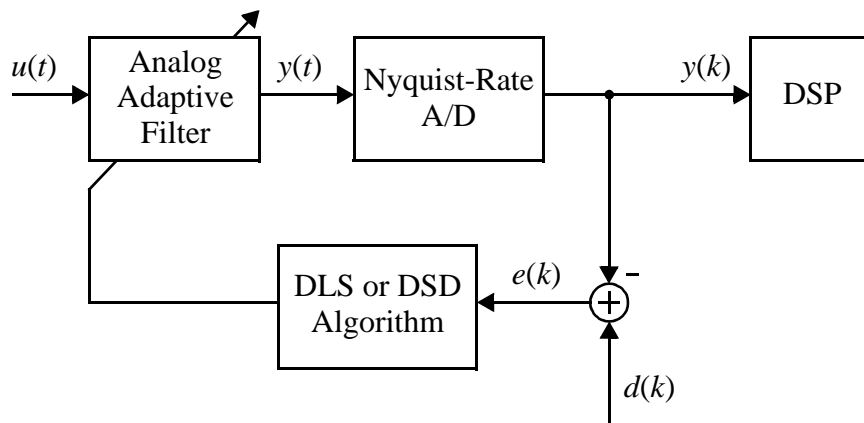 u(t)
Analog
Adaptive
Filter
y(t)
Nyquist-Rate
A/D
y(k)
DSP
DLS or DSD
Algorithm
e(k)
–
+
d(k)